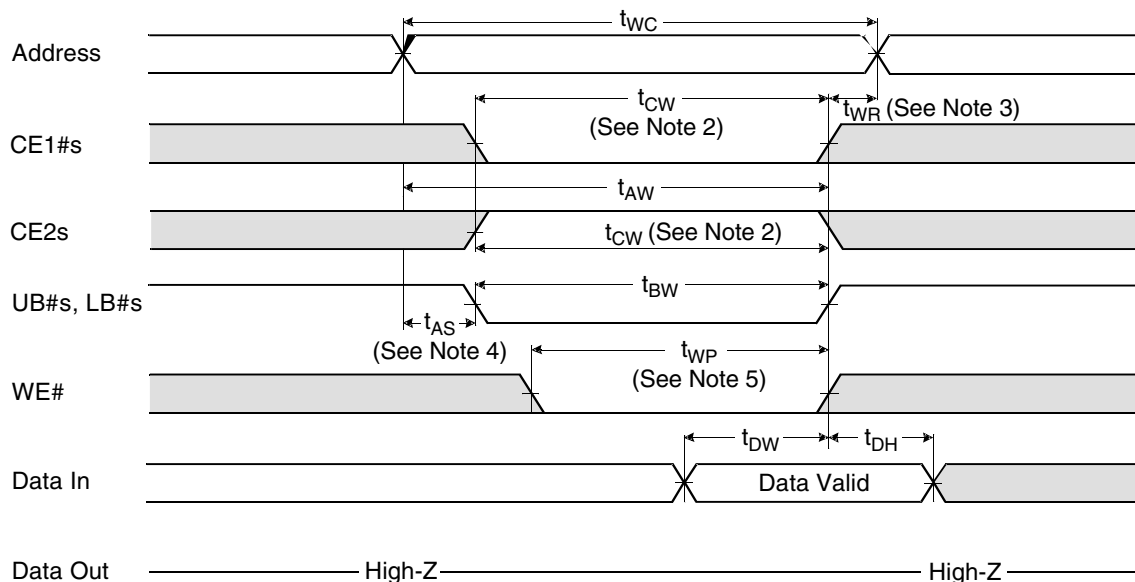 tWC
Address
tCW
(See Note 2)
tWR (See Note 3)
CE1#s
tAW
CE2s
tCW (See Note 2)
UB#s, LB#s
tBW
tAS
(See Note 4)
tWP
(See Note 5)
WE#
tDW
tDH
Data In
Data Valid
Data Out
High-Z
High-Z